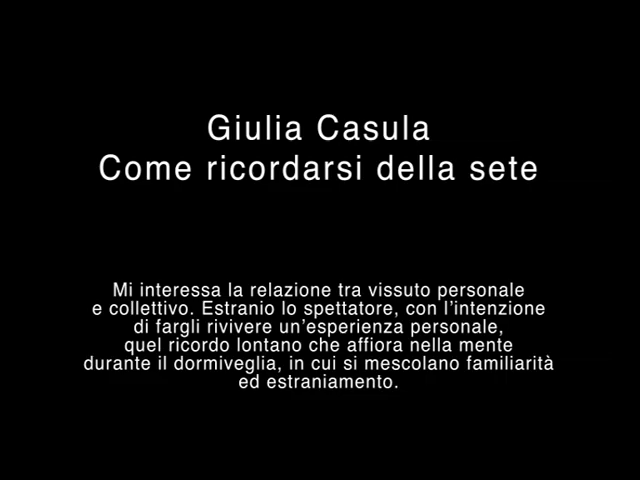 Giulia Casula
Come ricordarsi della sete
Mi interessa la relazione tra vissuto personale
e collettivo. Estranio lo spettatore, con l’intenzione
di fargli rivivere un’esperienza personale,
quel ricordo lontano che affiora nella mente
durante il dormiveglia, in cui si mescolano familiarità
ed estraniamento.